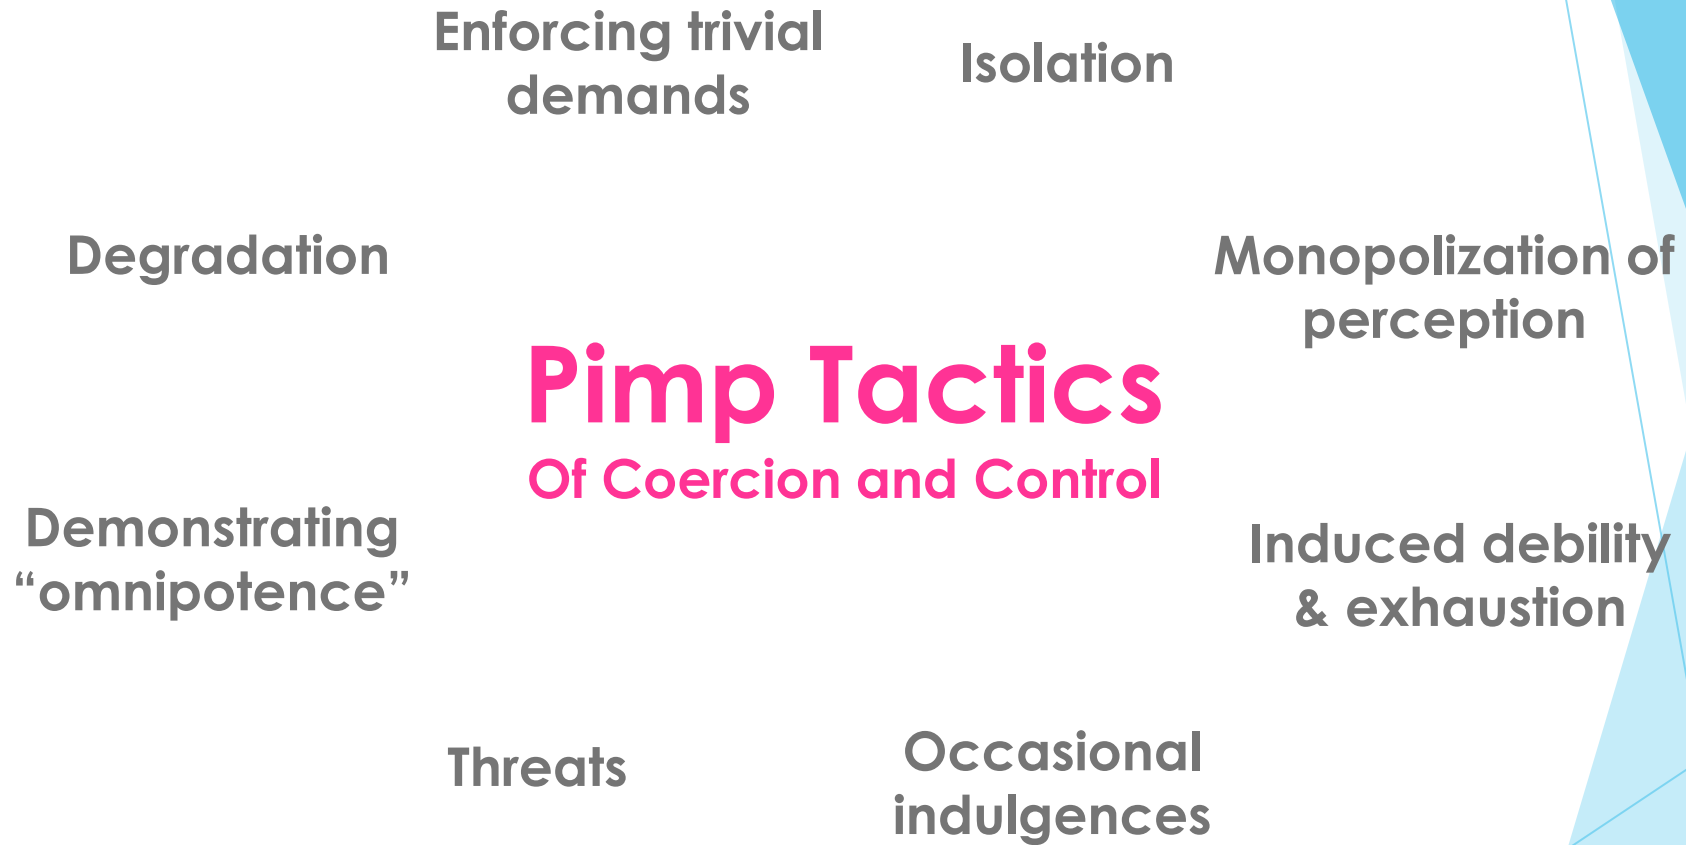 Enforcing trivial
demands
Isolation
Degradation
Monopolization of
perception
Pimp Tactics
Of Coercion and Control
Demonstrating
“omnipotence”
Induced debility
& exhaustion
Threats
Occasional
indulgences